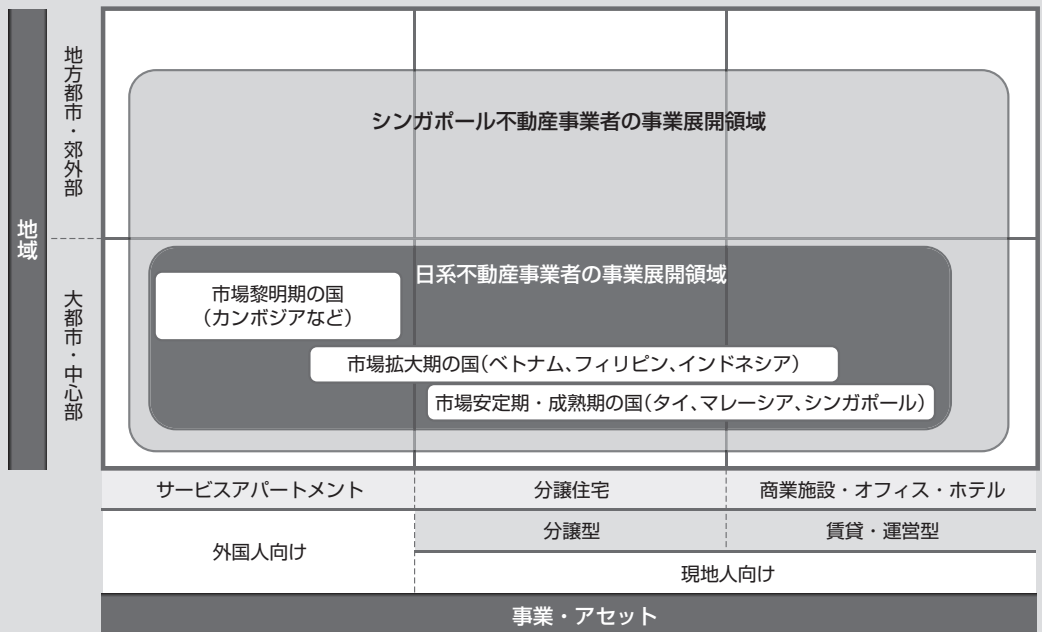 地域
地方都市・郊外部
大都市・中心部
シンガポール不動産事業者の事業展開領域
日系不動産事業者の事業展開領域
市場黎明期の国
（カンボジアなど）
市場拡大期の国（ベトナム、フィリピン、インドネシア）
市場安定期・成熟期の国（タイ、マレーシア、シンガポール）
サービスアパートメント
分譲住宅
商業施設・オフィス・ホテル
外国人向け
分譲型
賃貸・運営型
現地人向け
事業・アセット